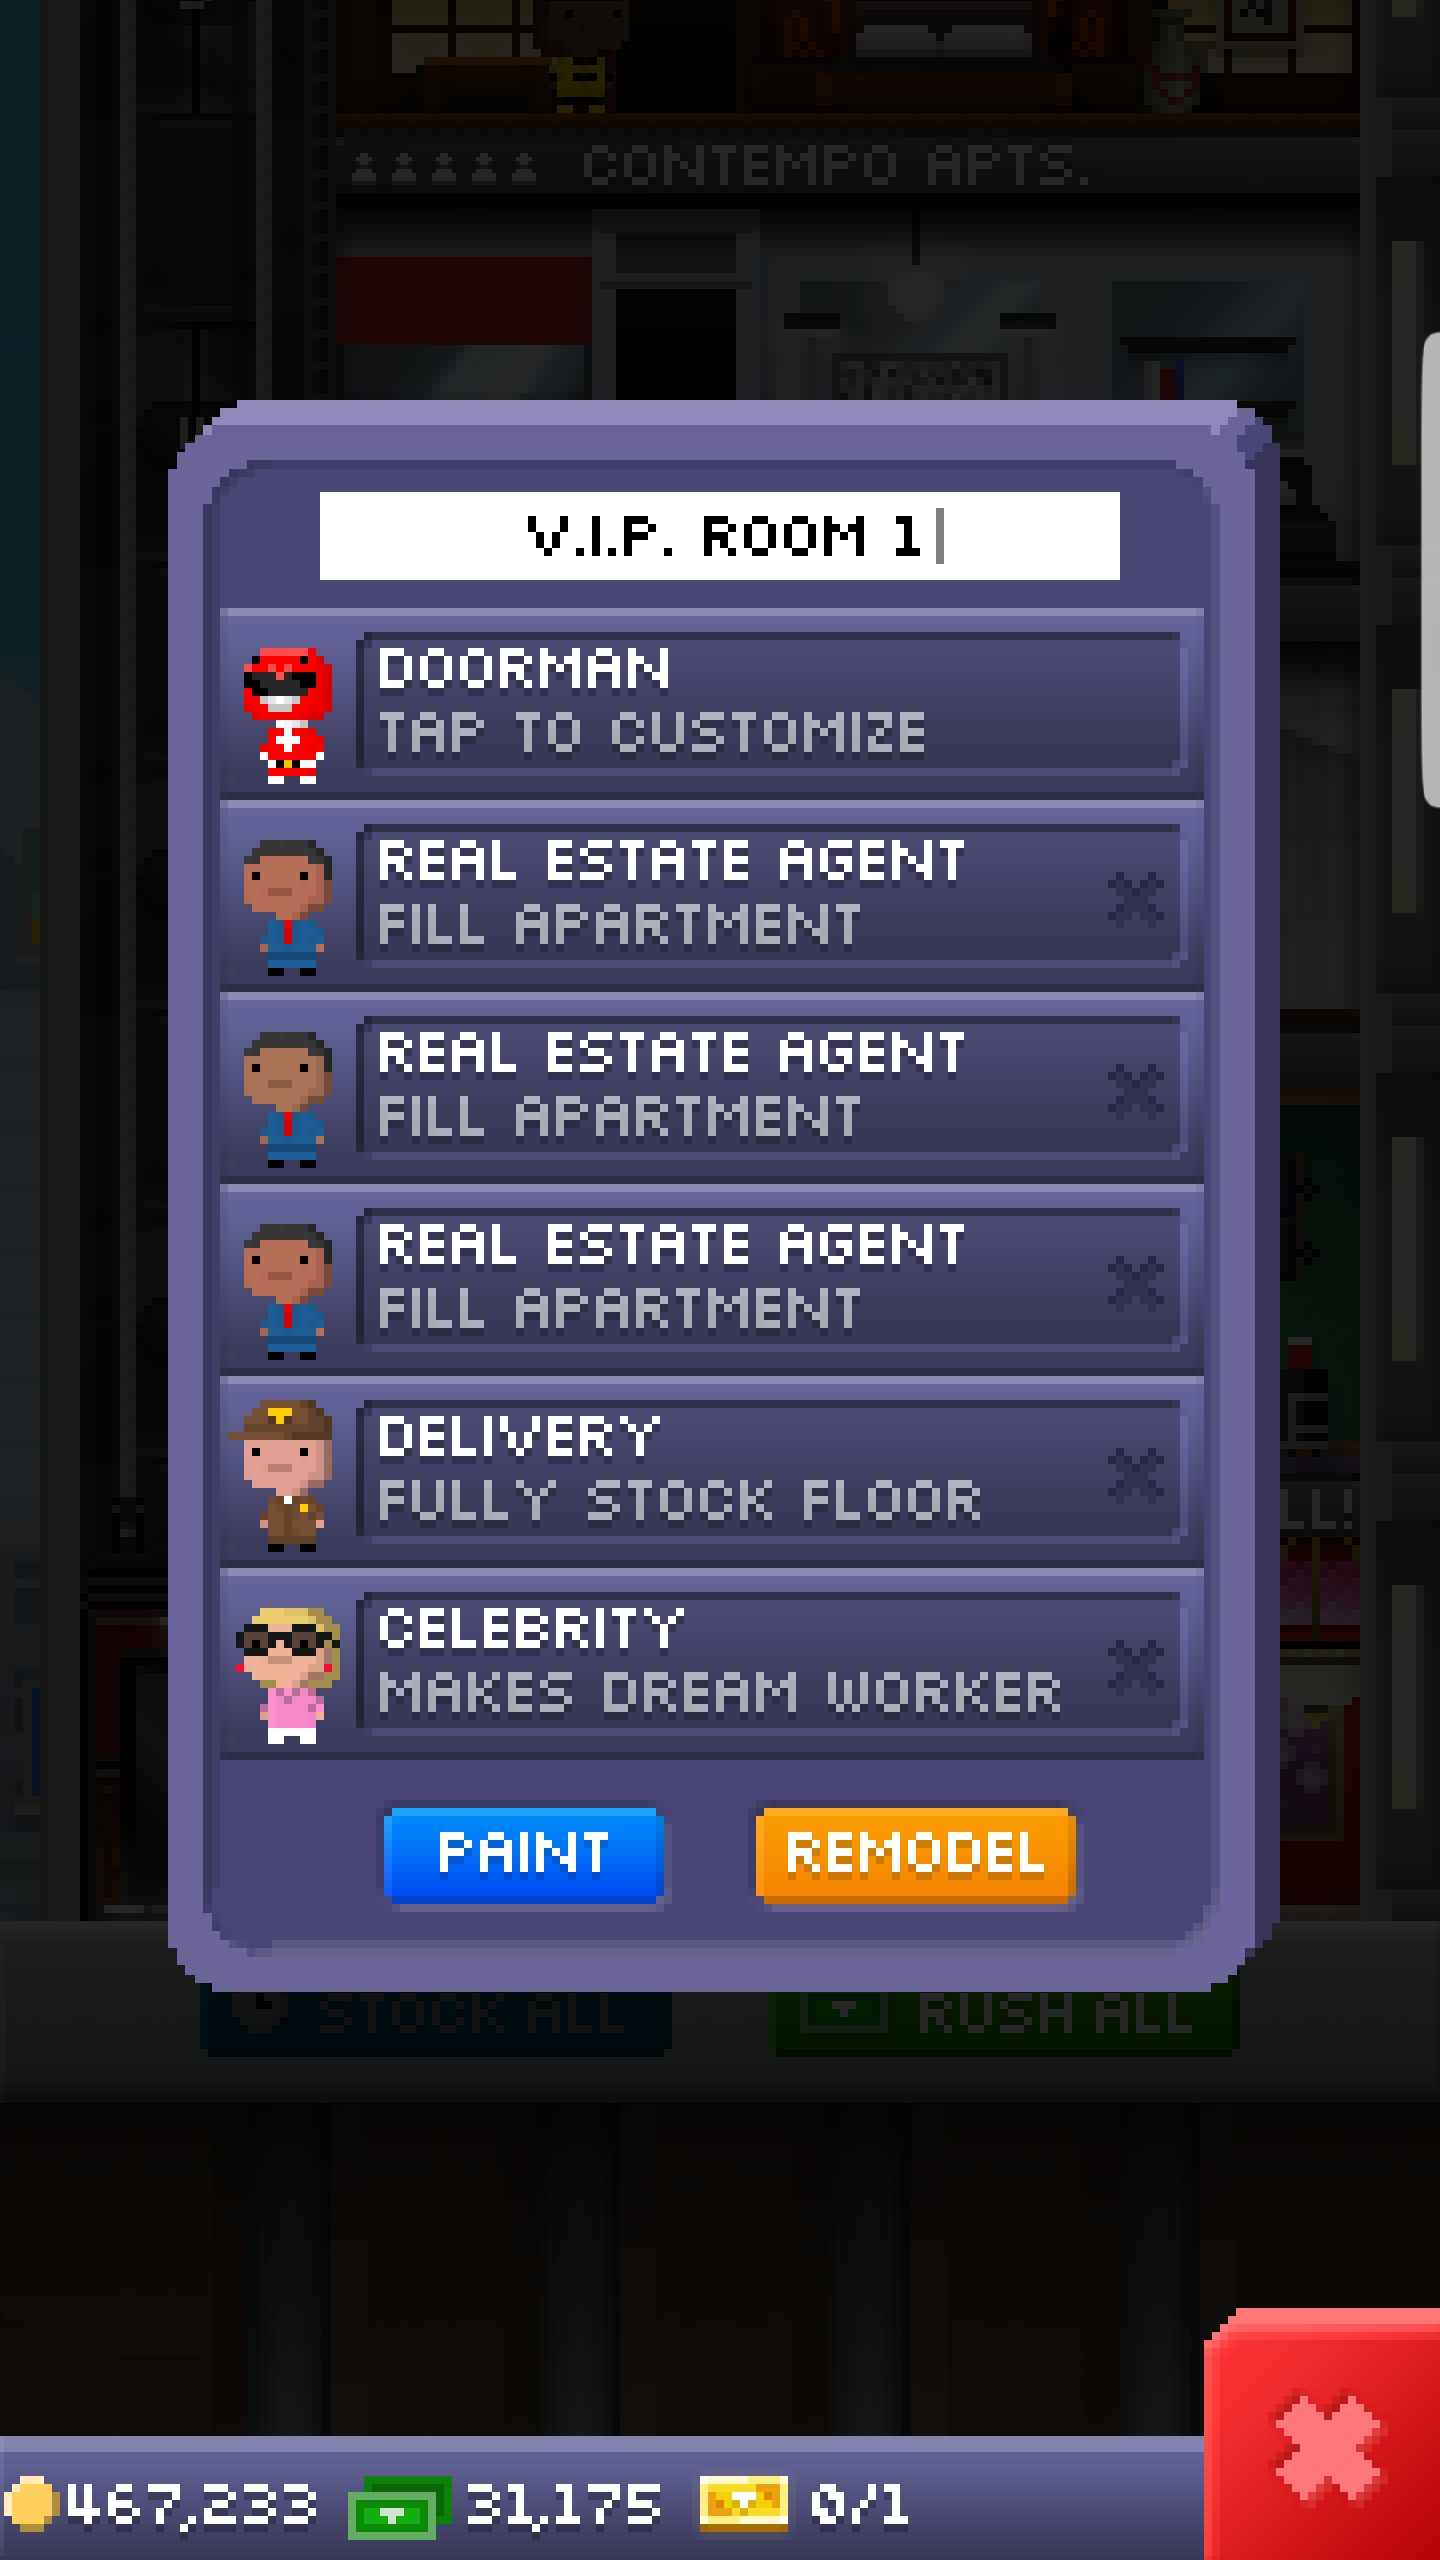 CONTEMPO APTS.
V.I.P. ROOM 1
DOORMAN
TAP TO CUSTOMIZE
REAL ESTATE AGENT
FILL APARTMENT
REAL ESTATE AGENT
FILL APARTMENT
REAL ESTATE AGENT
FILL APARTMENT
DELIVERY
FULLY STOCK FLOOR
LL!
CELEBRITY
MAKES DREAM WORKER
PAINT REMODEL
STOCK ALL RUSH ALL
467,233 31,175 0/1